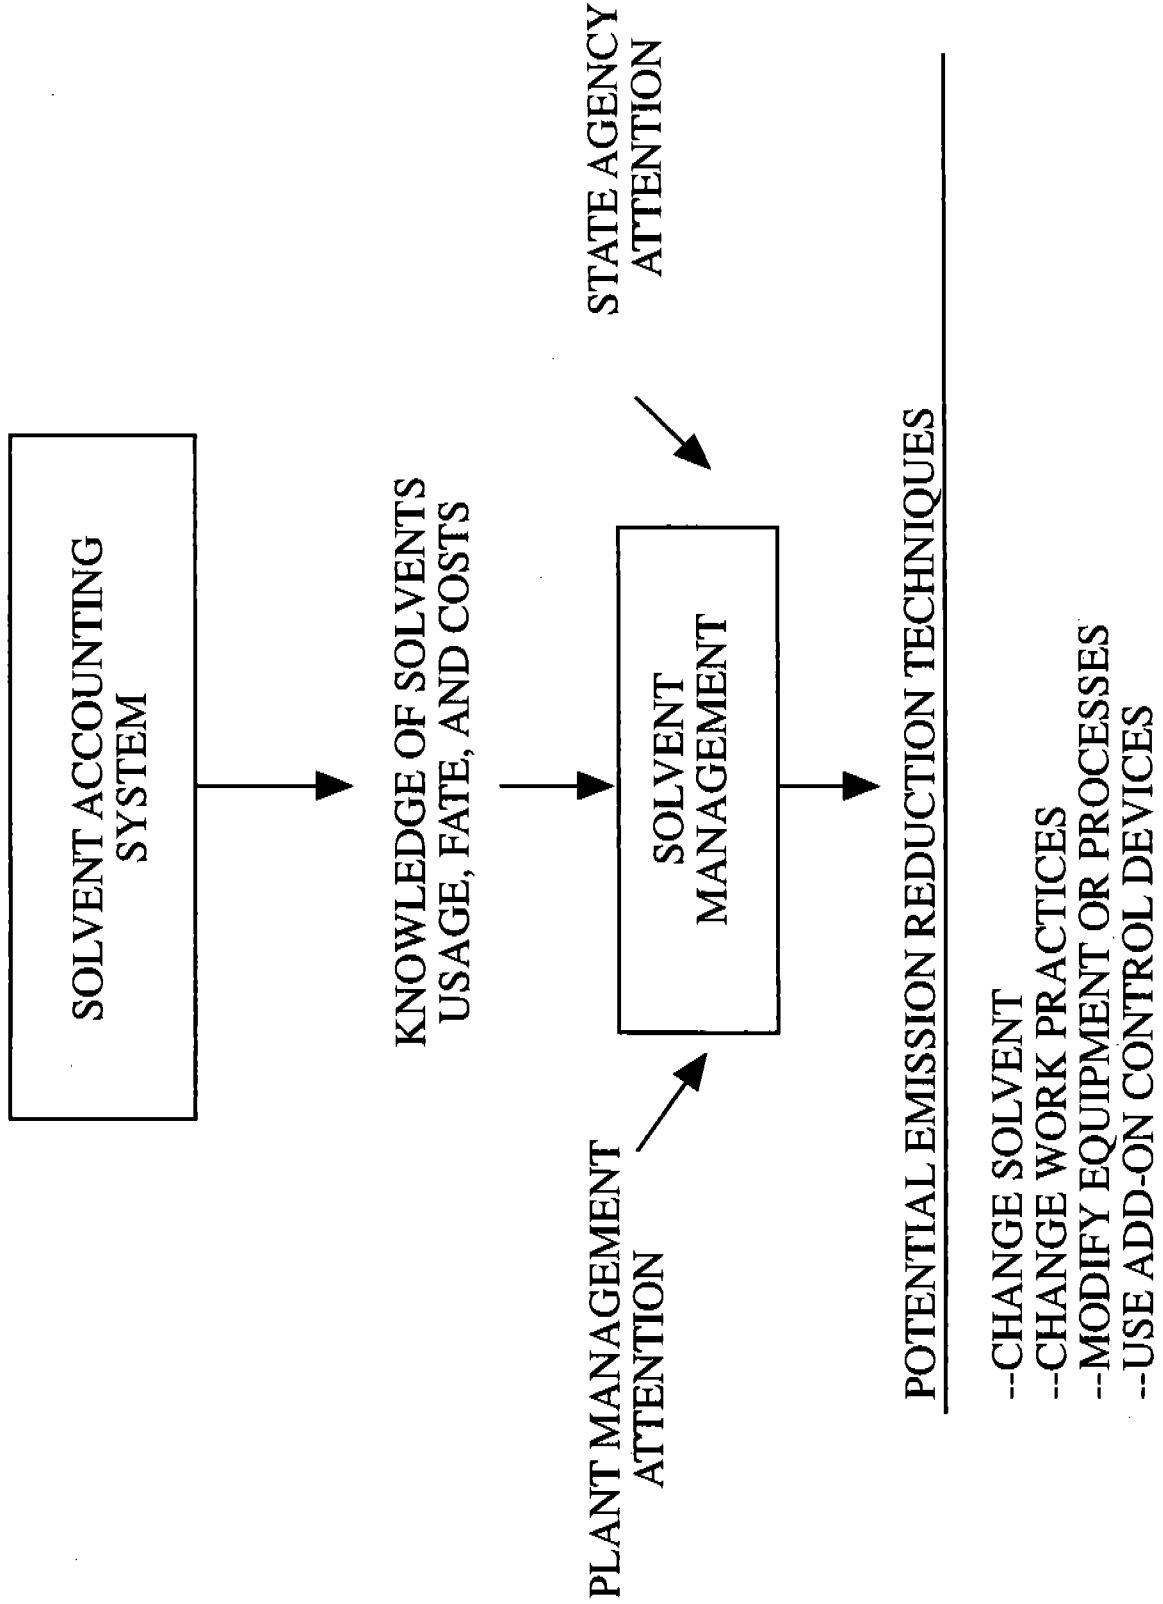 SOLVENT ACCOUNTING
SYSTEM
KNOWLEDGE OF SOLVENTS
USAGE, FATE, AND COSTS
PLANT MANAGEMENT
ATTENTION
STATE AGENCY
ATTENTION
SOLVENT
MANAGEMENT
POTENTIAL EMISSION REDUCTION TECHNIQUES
--CHANGE SOLVENT
--CHANGE WORK PRACTICES
--MODIFY EQUIPMENT OR PROCESSES
--USE ADD-ON CONTROL DEVICES